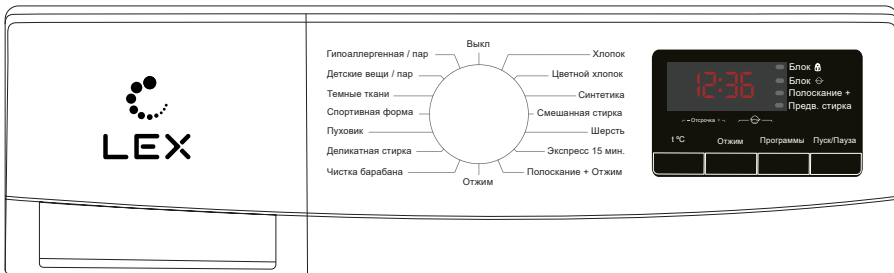 LEX
Выкл
Гипоаллергенная / пар
Детские вещи / пар
Темные ткани
Спортивная форма
Пуховик
Деликатная стирка
Чистка барабана
Отжим
Хлопок
Цветной хлопок
Синтетика
Смешанная стирка
Шерсть
Экспресс 15 мин.
Полоскание + Отжим
12:36
Блок
Блок
Полоскание +
Предв. стирка
- Отсрочка +
t ºC Отжим Программы Пуск/Пауза